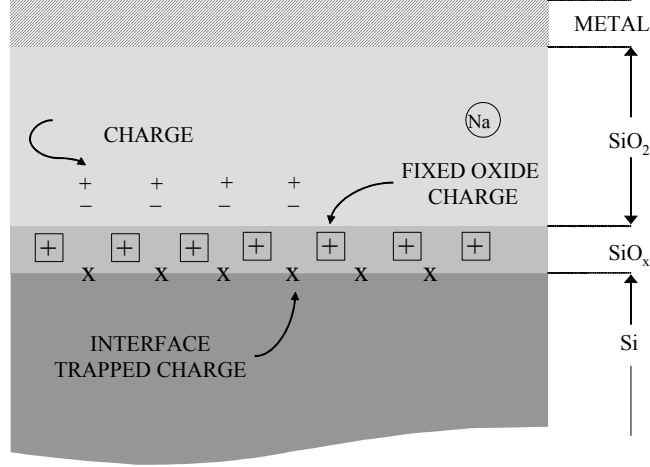 METAL
Na
SiO₂
CHARGE
FIXED OXIDE
CHARGE
+ + + +
– – – –
+ + + + + + +
SiOₓ
x x x x x x
INTERFACE
TRAPPED CHARGE
Si